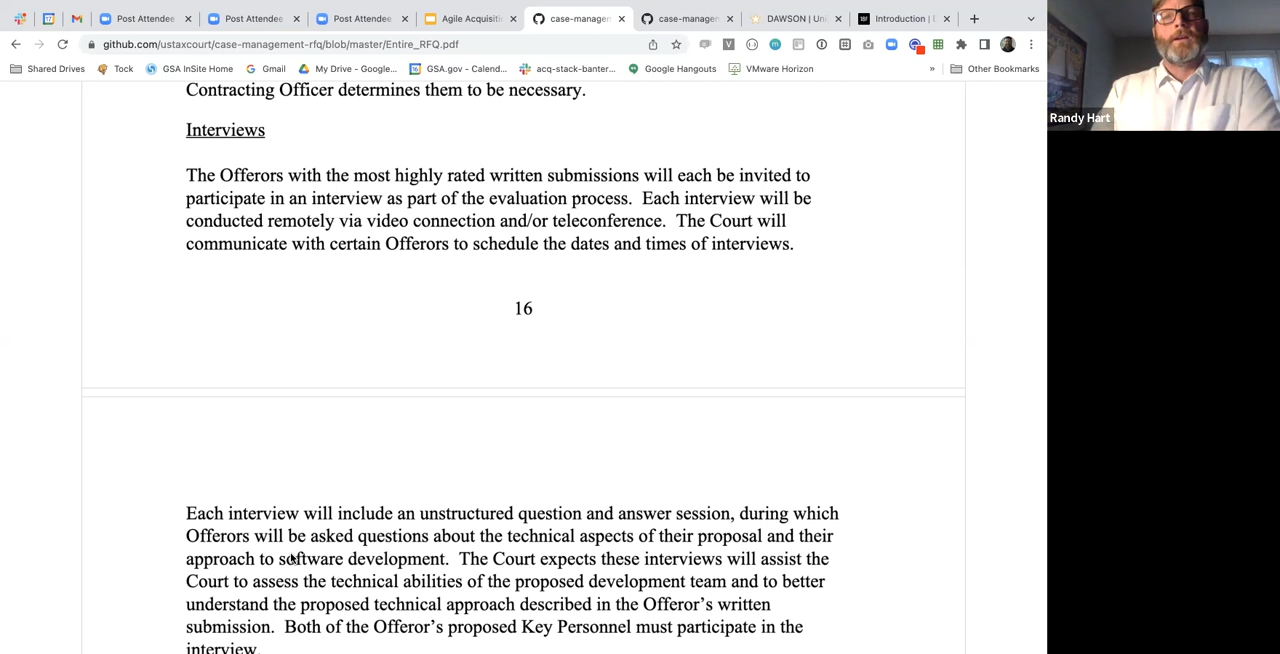 Post Attendee
Post Attendee
Post Attendee
Agile Acquisiti
case-managem
case-managem
DAWSON | Uni
Introduction |
github.com/ustaxcourt/case-management-rfq/blob/master/Entire_RFQ.pdf
Shared Drives
Tock
GSA InSite Home
Gmail
My Drive - Google...
GSA.gov - Calend...
acq-stack-banter...
Google Hangouts
VMware Horizon
»
Other Bookmarks
Randy Hart
Contracting Officer determines them to be necessary.
Interviews
The Offerors with the most highly rated written submissions will each be invited to
participate in an interview as part of the evaluation process. Each interview will be
conducted remotely via video connection and/or teleconference. The Court will
communicate with certain Offerors to schedule the dates and times of interviews.
16
Each interview will include an unstructured question and answer session, during which
Offerors will be asked questions about the technical aspects of their proposal and their
approach to software development. The Court expects these interviews will assist the
Court to assess the technical abilities of the proposed development team and to better
understand the proposed technical approach described in the Offeror's written
submission. Both of the Offeror's proposed Key Personnel must participate in the
interview.